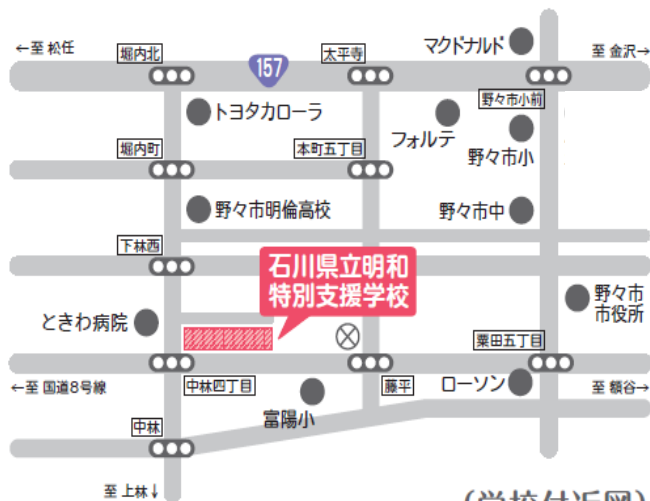 マクドナルド
←至 松任
堀内北
157
太平寺
至 金沢→
トヨタカローラ
フォルテ
野々市小前
野々市小
堀内町
本町五丁目
野々市明倫高校
野々市中
下林西
石川県立明和
特別支援学校
野々市
市役所
ときわ病院
粟田五丁目
←至 国道8号線
中林四丁目
藤平
ローソン
至 額谷→
富陽小
中林
至 上林↓
(学校付近図)